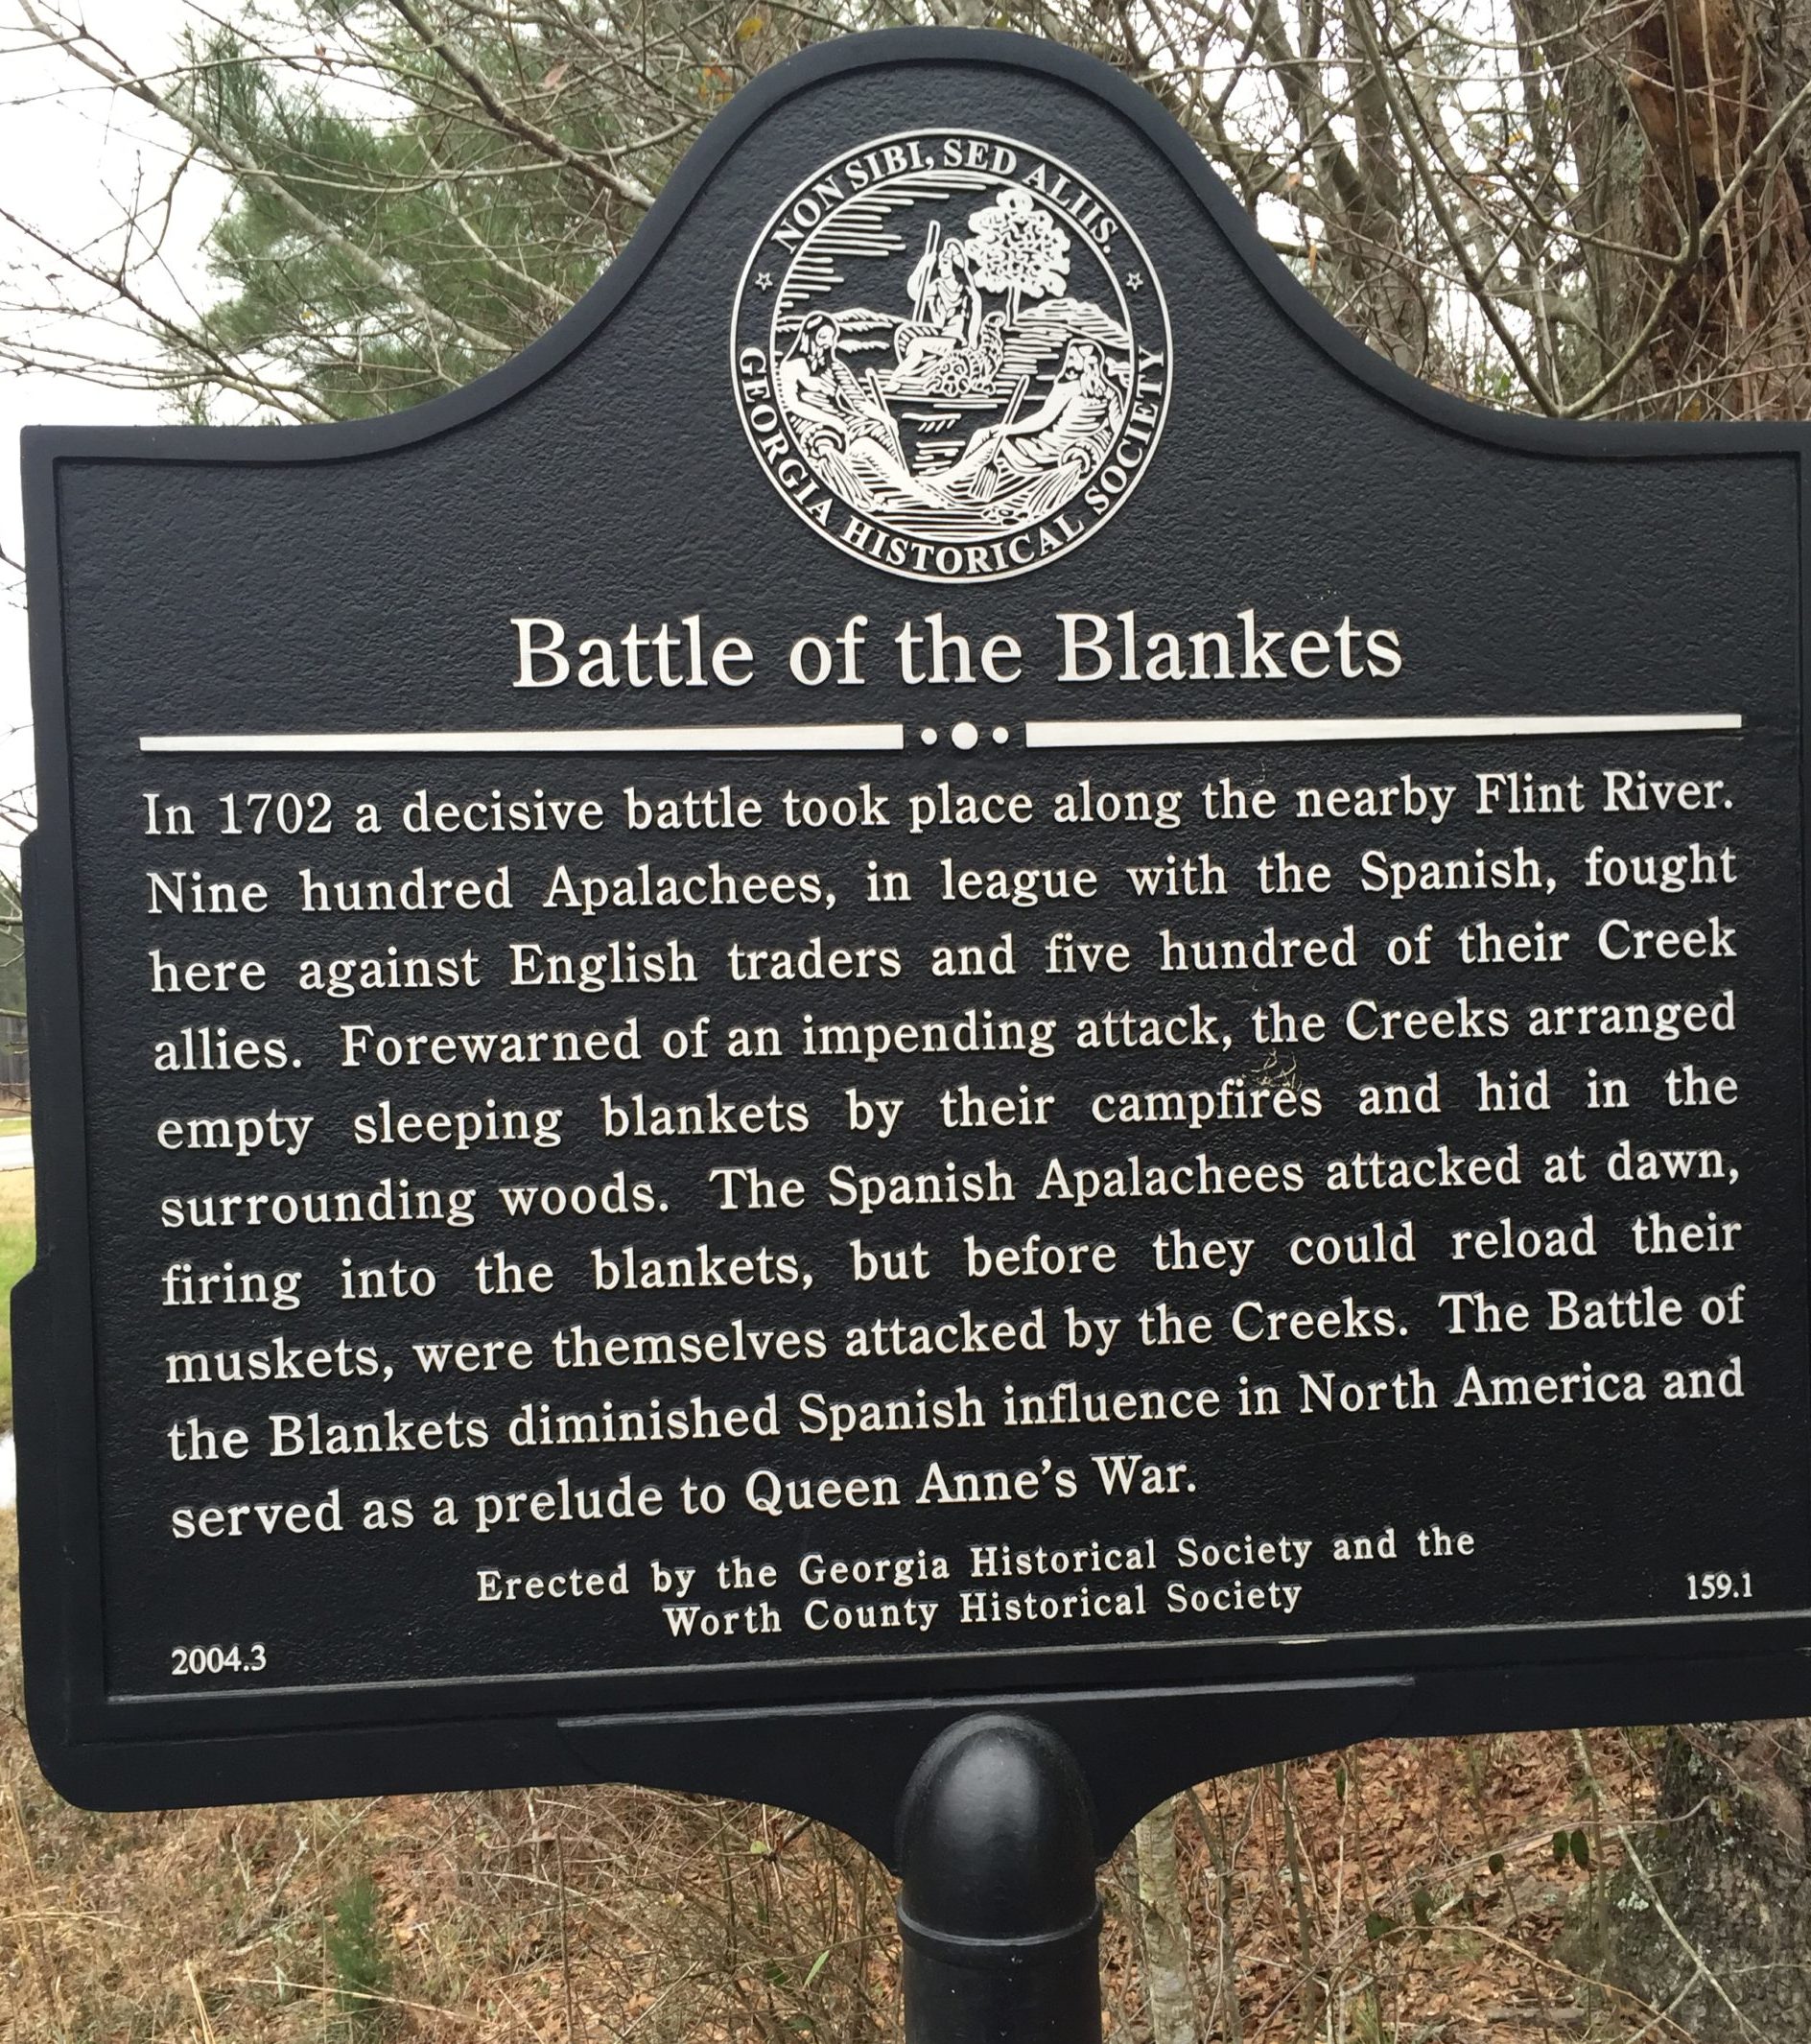 NON SIBI, SED ALIIS.
GEORGIA HISTORICAL SOCIETY
Battle of the Blankets
In 1702 a decisive battle took place along the nearby Flint River.
Nine hundred Apalachees, in league with the Spanish, fought
here against English traders and five hundred of their Creek
allies. Forewarned of an impending attack, the Creeks arranged
empty sleeping blankets by their campfires and hid in the
surrounding woods. The Spanish Apalachees attacked at dawn,
firing into the blankets, but before they could reload their
muskets, were themselves attacked by the Creeks. The Battle of
the Blankets diminished Spanish influence in North America and
served as a prelude to Queen Anne's War.
Erected by the Georgia Historical Society and the
Worth County Historical Society
2004.3
159.1